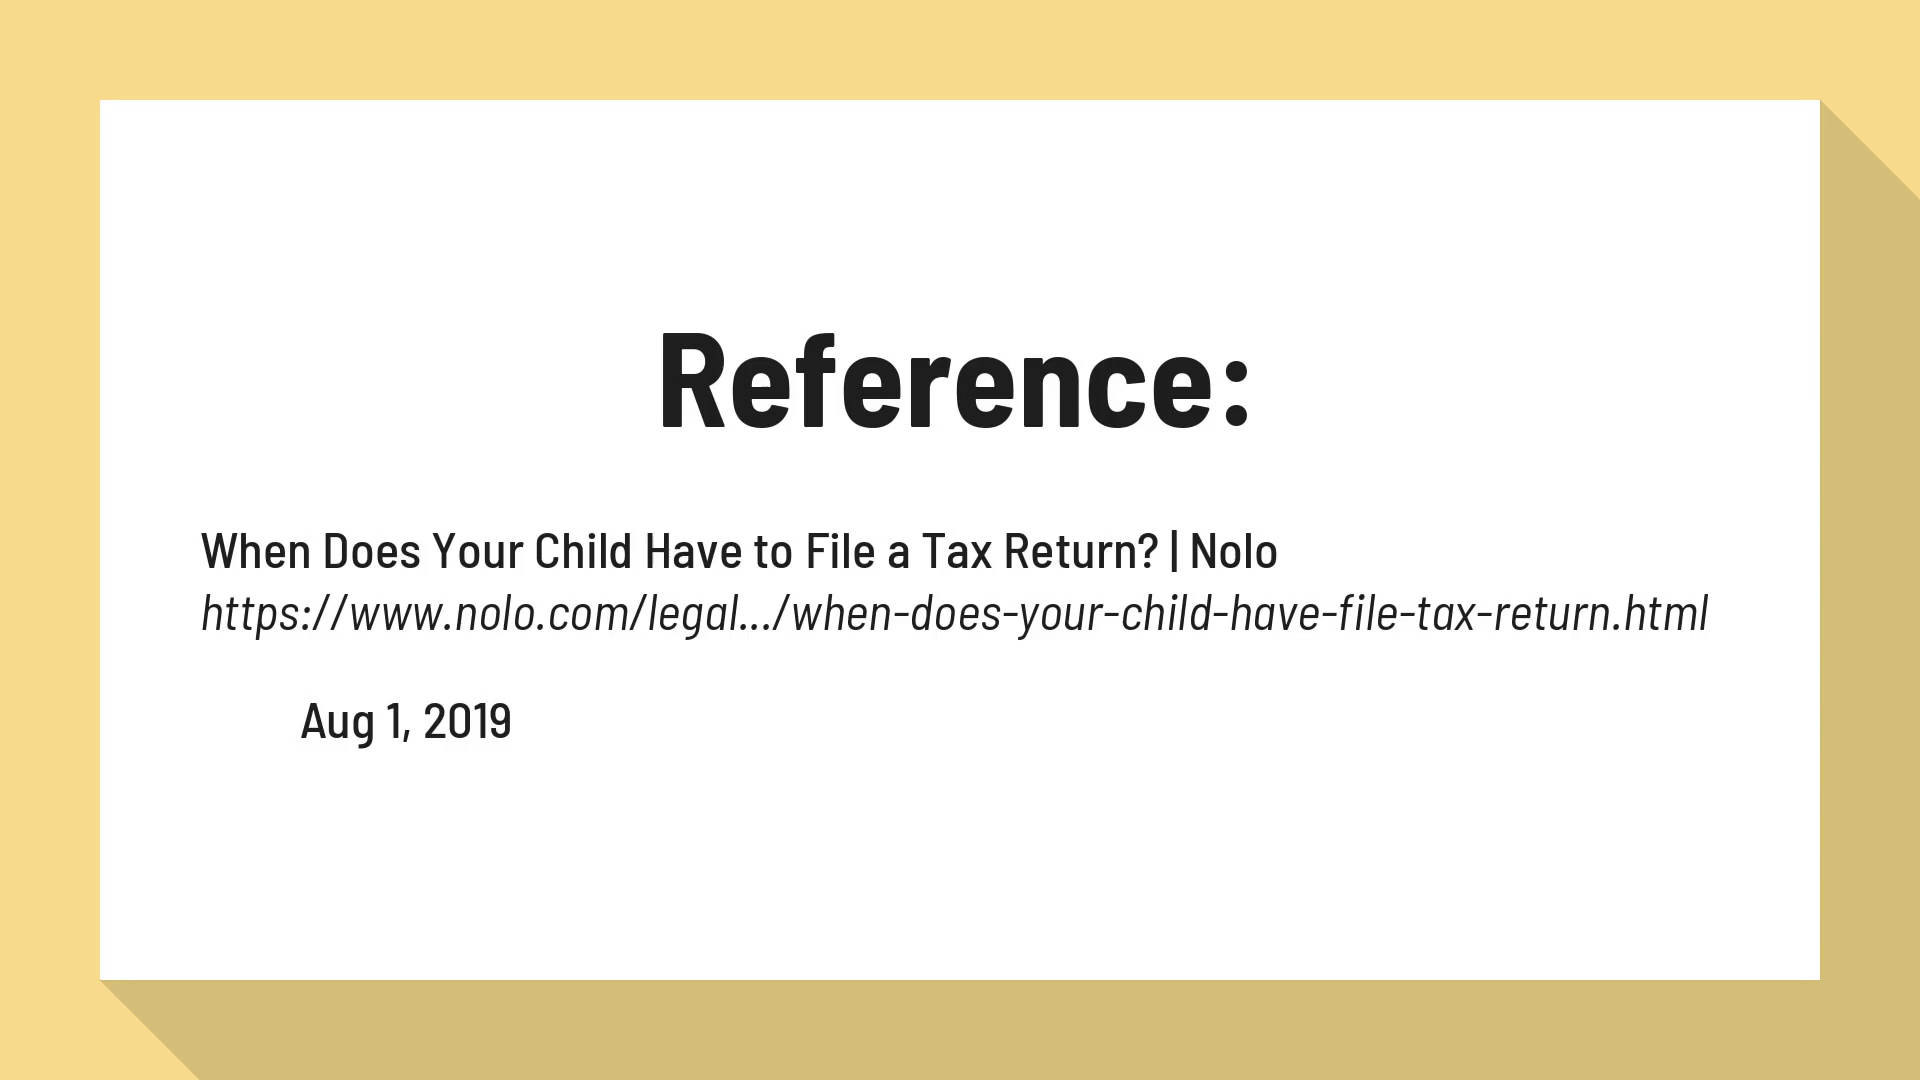 Reference:
When Does Your Child Have to File a Tax Return? | Nolo
https://www.nolo.com/legal.../when-does-your-child-have-file-tax-return.html
Aug 1, 2019